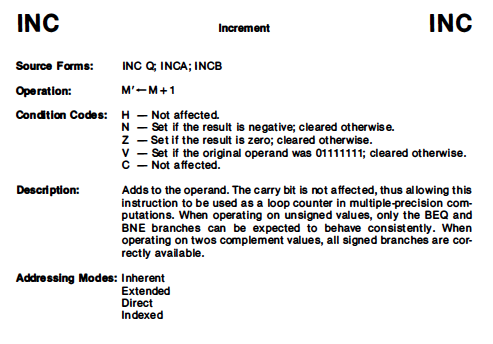 INC Increment INC
Source Forms: INC Q; INCA; INCB
Operation: M′←M + 1
Condition Codes: H — Not affected.
N — Set if the result is negative; cleared otherwise.
Z — Set if the result is zero; cleared otherwise.
V — Set if the original operand was 01111111; cleared otherwise.
C — Not affected.
Description: Adds to the operand. The carry bit is not affected, thus allowing this
instruction to be used as a loop counter in multiple-precision com-
putations. When operating on unsigned values, only the BEQ and
BNE branches can be expected to behave consistently. When
operating on twos complement values, all signed branches are cor-
rectly available.
Addressing Modes: Inherent
Extended
Direct
Indexed